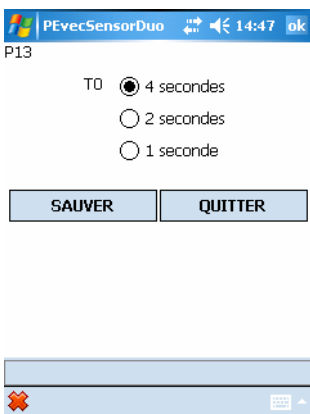 PEvecSensorDuo 14:47 ok
P13
T0 4 secondes
2 secondes
1 seconde
SAUVER QUITTER